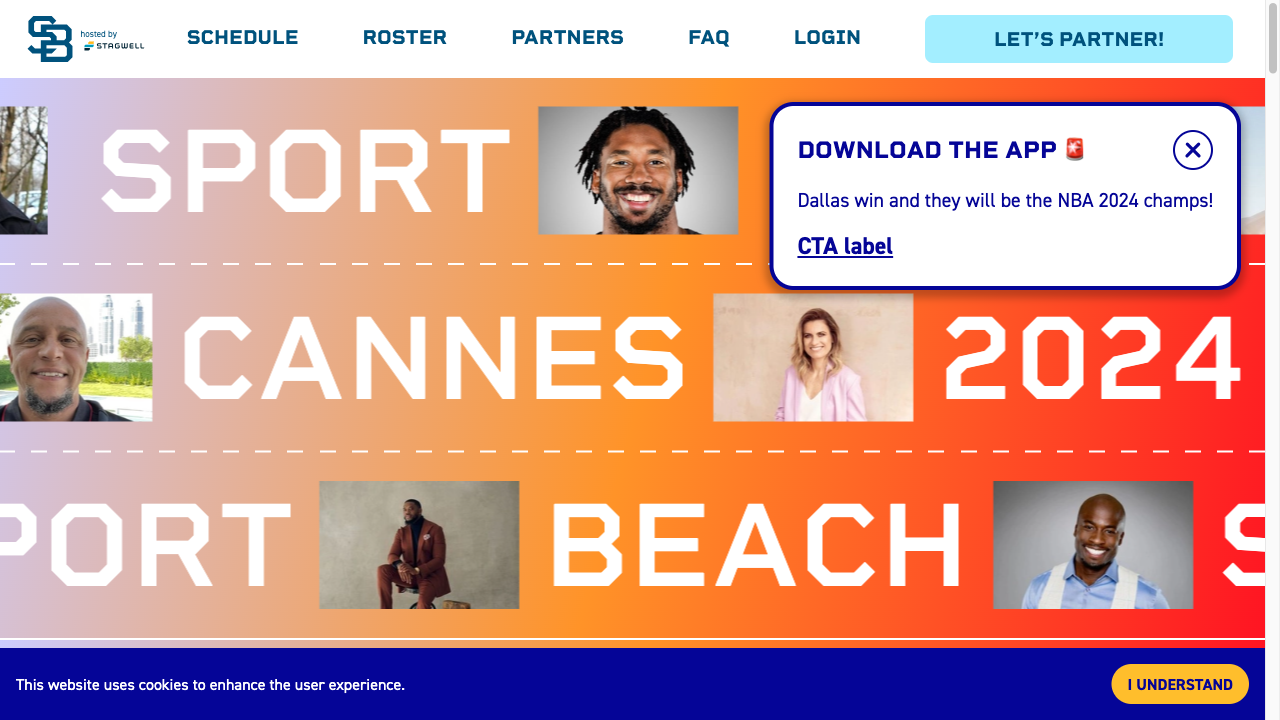 SB hosted by STAGWELL
SCHEDULE ROSTER PARTNERS FAQ LOGIN LET'S PARTNER!
SPORT
DOWNLOAD THE APP 🚨
Dallas win and they will be the NBA 2024 champs!
CTA label
CANNES 2024
PORT BEACH S
This website uses cookies to enhance the user experience.
I UNDERSTAND